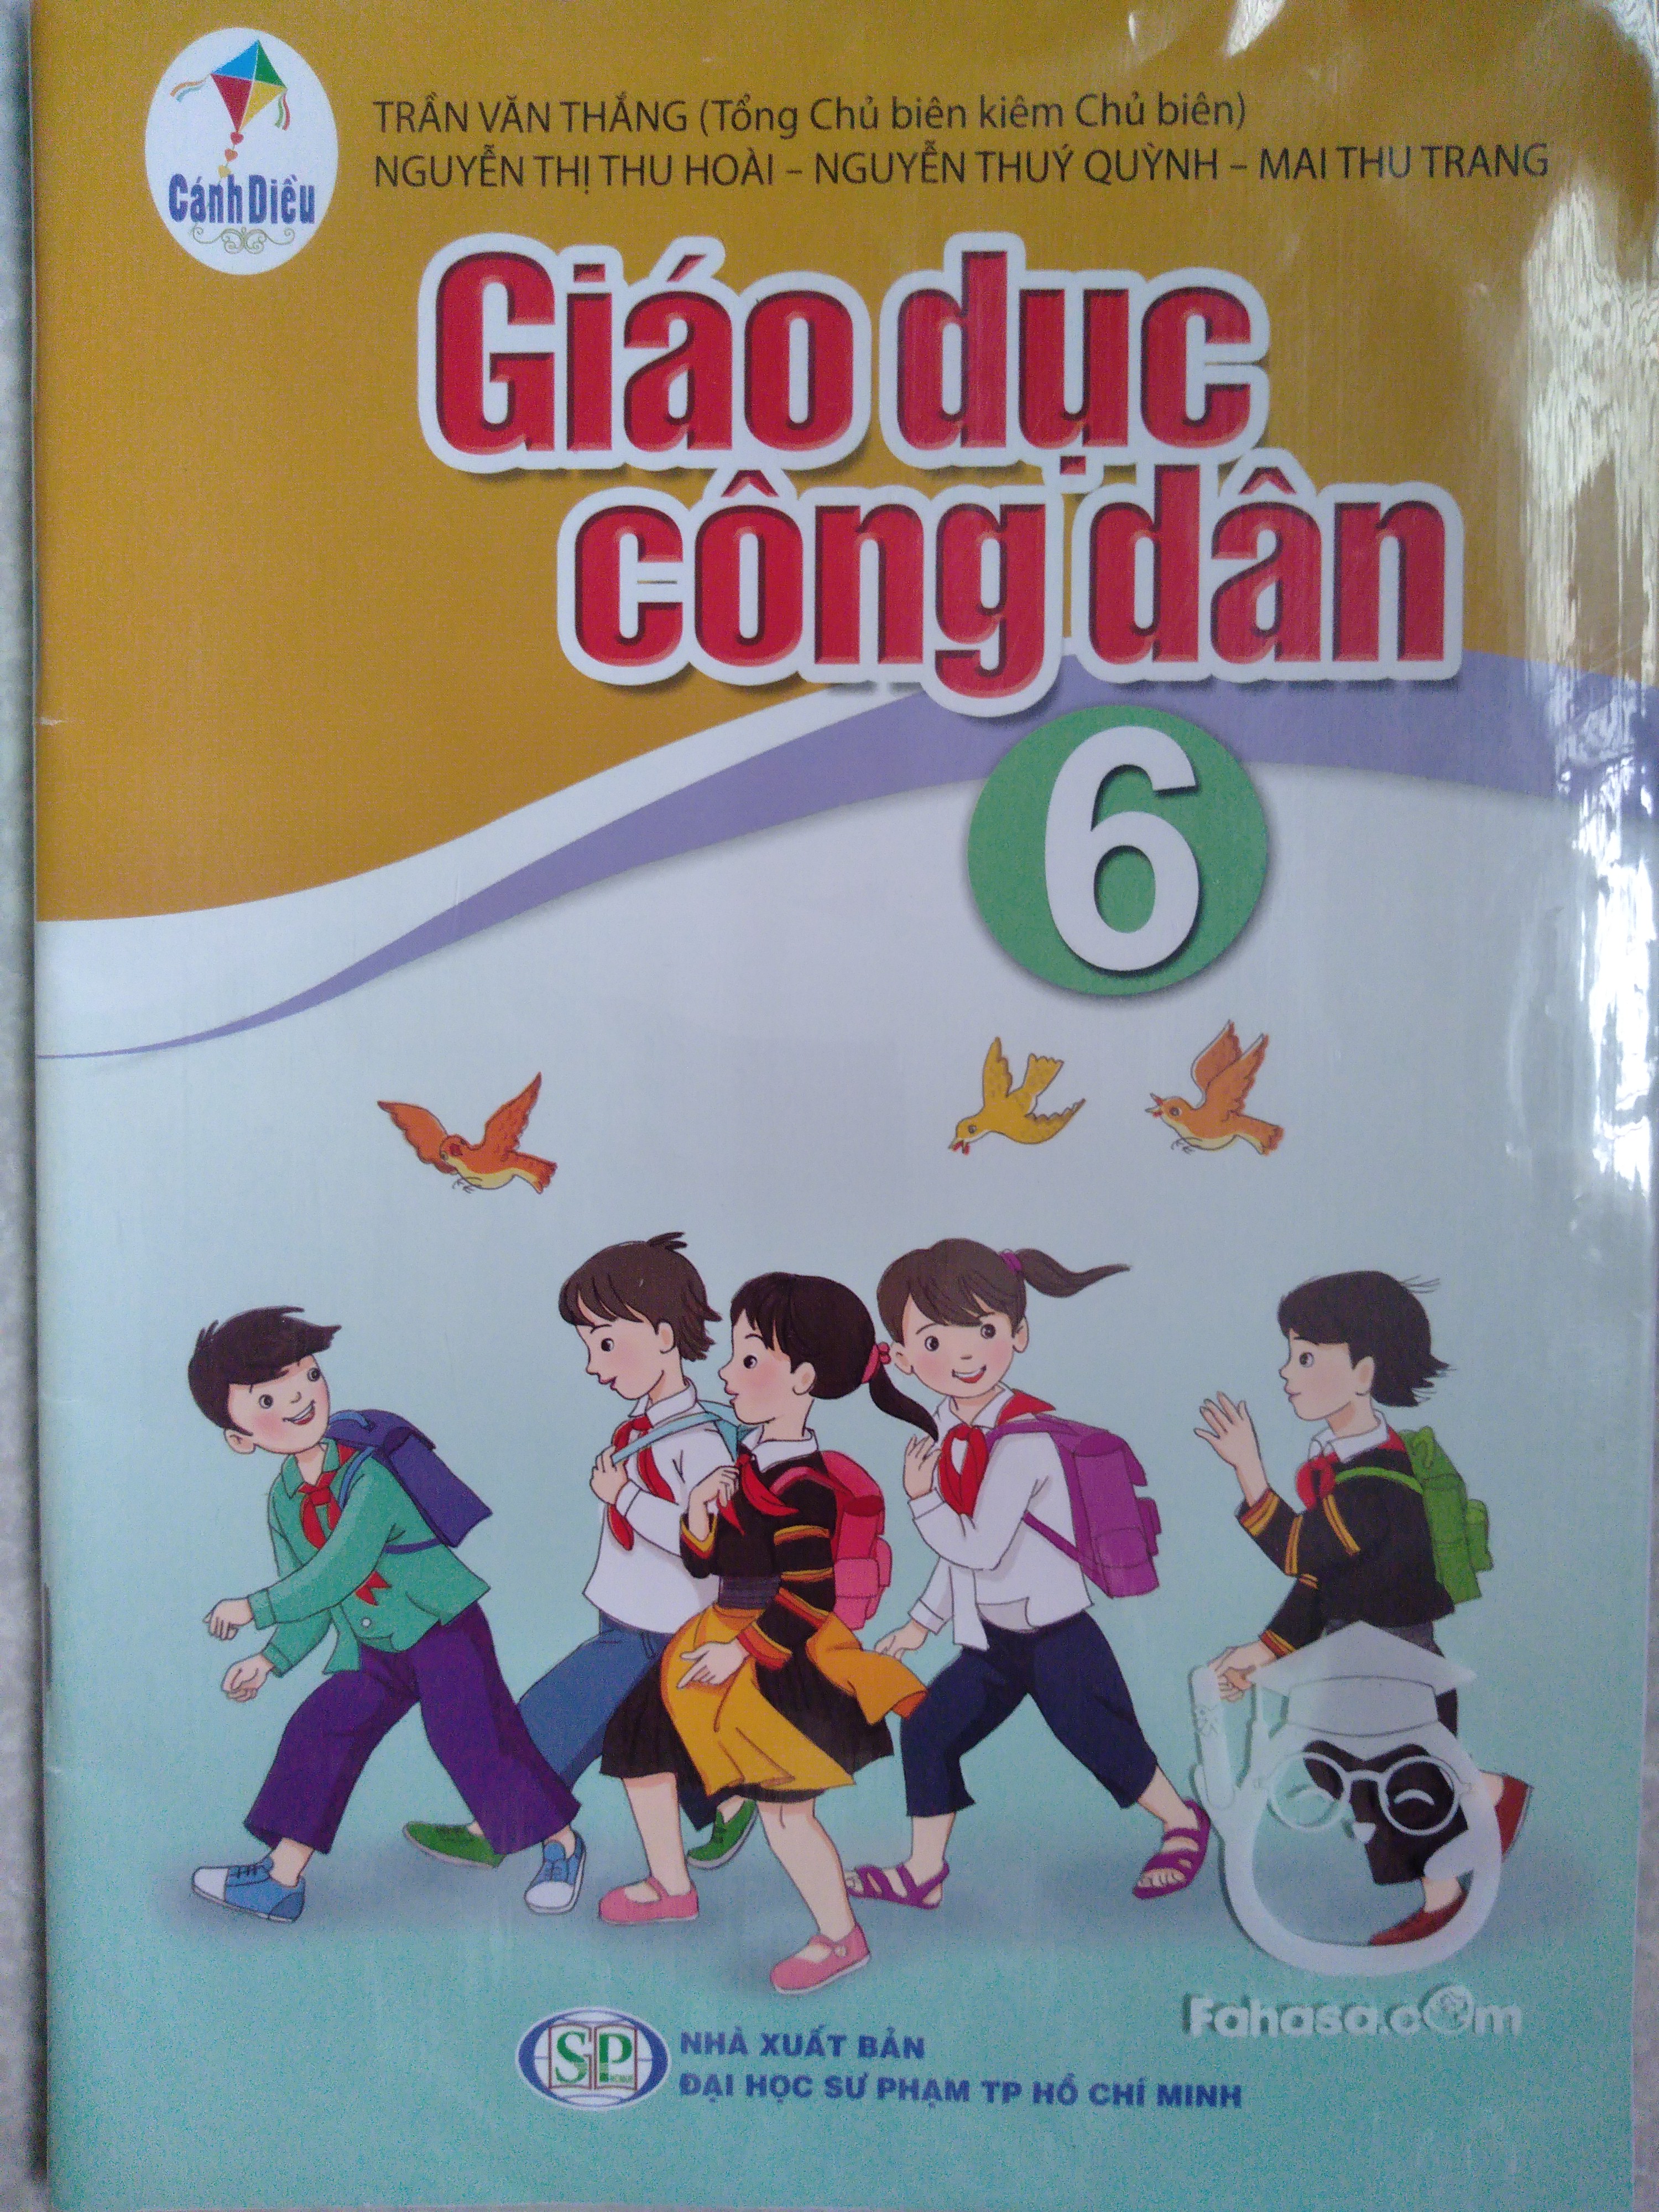 TRẦN VĂN THẮNG (Tổng Chủ biên kiêm Chủ biên)
NGUYỄN THỊ THU HOÀI – NGUYỄN THUÝ QUỲNH – MAI THU TRANG
Cánh Diều
Giáo dục
công dân
6
Fahasa.com
SP
NHÀ XUẤT BẢN
ĐẠI HỌC SƯ PHẠM TP HỒ CHÍ MINH